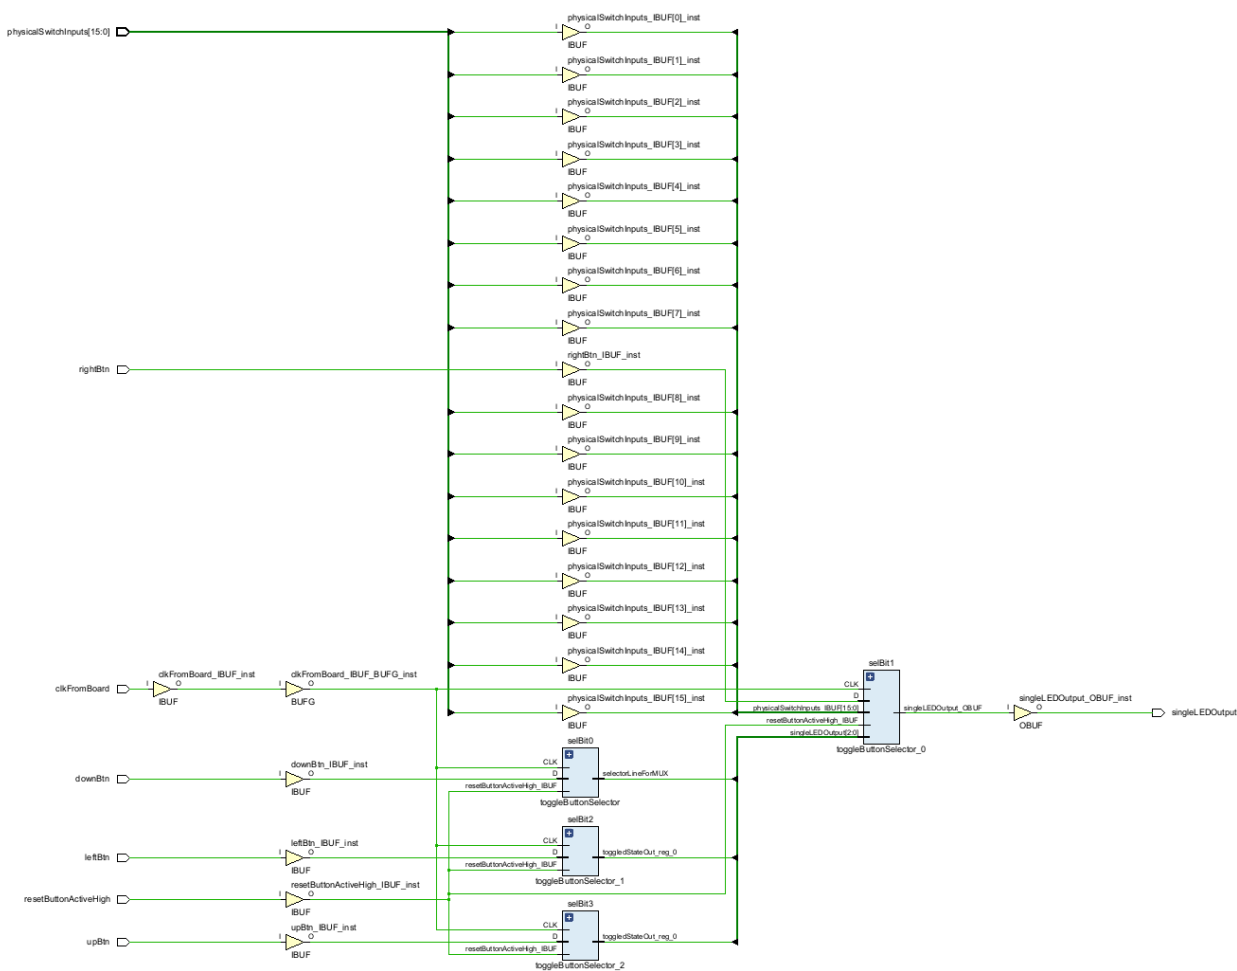 physicalSwitchInputs[15:0]
physicalSwitchInputs_IBUF[0]_inst
I O
IBUF
physicalSwitchInputs_IBUF[1]_inst
I O
IBUF
physicalSwitchInputs_IBUF[2]_inst
I O
IBUF
physicalSwitchInputs_IBUF[3]_inst
I O
IBUF
physicalSwitchInputs_IBUF[4]_inst
I O
IBUF
physicalSwitchInputs_IBUF[5]_inst
I O
IBUF
physicalSwitchInputs_IBUF[6]_inst
I O
IBUF
physicalSwitchInputs_IBUF[7]_inst
I O
IBUF
rightBtn
rightBtn_IBUF_inst
I O
IBUF
physicalSwitchInputs_IBUF[8]_inst
I O
IBUF
physicalSwitchInputs_IBUF[9]_inst
I O
IBUF
physicalSwitchInputs_IBUF[10]_inst
I O
IBUF
physicalSwitchInputs_IBUF[11]_inst
I O
IBUF
physicalSwitchInputs_IBUF[12]_inst
I O
IBUF
physicalSwitchInputs_IBUF[13]_inst
I O
IBUF
physicalSwitchInputs_IBUF[14]_inst
I O
IBUF
clkFromBoard
clkFromBoard_IBUF_inst
I O
IBUF
clkFromBoard_IBUF_BUFG_inst
I O
BUFG
physicalSwitchInputs_IBUF[15]_inst
I O
IBUF
selBit1
CLK
D
physicalSwitchInputs_IBUF[15:0]
resetButtonActiveHigh_IBUF
singleLEDOutput[2:0]
singleLEDOutput_OBUF
toggleButtonSelector_0
singleLEDOutput_OBUF_inst
I O
OBUF
singleLEDOutput
downBtn
downBtn_IBUF_inst
I O
IBUF
selBit0
CLK
D
resetButtonActiveHigh_IBUF
selectorLineForMUX
toggleButtonSelector
leftBtn
leftBtn_IBUF_inst
I O
IBUF
selBit2
CLK
D
resetButtonActiveHigh_IBUF
toggledStateOut_reg_0
toggleButtonSelector_1
resetButtonActiveHigh
resetButtonActiveHigh_IBUF_inst
I O
IBUF
upBtn
upBtn_IBUF_inst
I O
IBUF
selBit3
CLK
D
resetButtonActiveHigh_IBUF
toggledStateOut_reg_0
toggleButtonSelector_2